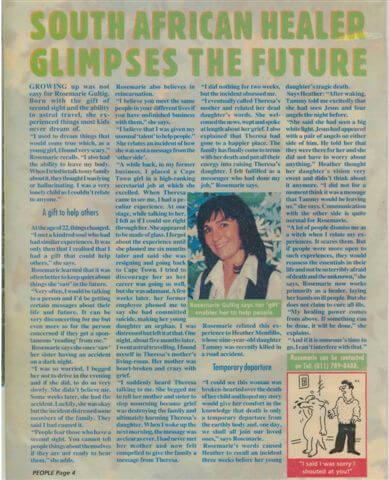 SOUTH AFRICAN HEALER
GLIMPSES THE FUTURE
GROWING up was not
easy for Rosemarie Gultig.
Born with the gift of
second sight and the ability
to astral travel, she ex-
perienced things most kids
never dream of.
"I used to dream things
that would come true which, as a
young girl, I found very scary,"
Rosemarie recalls. "I also had
the ability to leave my body.
When I tried to talk to my family
about it, they thought I was lying
or hallucinating. I was a very
lonely child as I couldn't relate
to anyone."
A gift to help others
At the age of 22, things changed.
"I met a kindred soul who had
had similar experiences. It was
only then that I realised that I
had a gift that could help
others," she says.
Rosemarie learned that it was
often better to keep quiet about
things she "saw" in the future.
"Very often, I would be talking
to a person and I'd be getting
certain messages about their
life and future. It can be
very disconcerting for me but
even more so for the person
concerned if they get a spon-
taneous 'reading' from me."
Rosemarie says she once 'saw'
her sister having an accident
on a dark night.
"I was so worried, I begged
her not to drive in the evening
and if she did, to do so very
slowly. She didn't believe me.
Some weeks later, she had the
accident. Luckily, she was okay
but the incident distressed some
members of the family. They
said I had caused it.
"People fear those who have a
second sight. You cannot tell
people things about themselves
if they are not ready to hear
them," she adds.
Rosemarie also believes in
reincarnation.
"I believe you meet the same
people in your different lives if
you have unfinished business
with them," she says.
"I believe that I was given my
unusual 'talent' to help people."
She relates an incident of how
she was sent a message from the
'other side'.
"A while back, in my former
business, I placed a Cape
Town girl in a high-ranking
secretarial job at which she
excelled. When Theresa
came to see me, I had a pe-
culiar experience. At one
stage, while talking to her,
I felt as if I could see right
through her. She appeared
to be made of glass. I forgot
about the experience until
she phoned me six months
later and said she was
resigning and going back
to Cape Town. I tried to
discourage her as her
career was going so well,
but she was adamant. A few
weeks later, her former
employer phoned me to
say she had committed
suicide, making her young
daughter an orphan. I was
distressed but left it at that. One
night, about five months later,
I went astral travelling. I found
myself in Theresa's mother's
living-room. Her mother was
heart-broken and crazy with
grief.
"I suddenly heard Theresa
talking to me. She begged me
to tell her mother and sister to
stop mourning because grief
was destroying the family and
ultimately harming Theresa's
daughter. When I woke up the
next morning, the message was
as clear as ever. I had never met
her mother and now felt
compelled to give the family a
message from Theresa.
"I did nothing for two weeks,
but the incident obsessed me.
"I eventually called Theresa's
mother and related her dead
daughter's words. She wel-
comed the news, wept and spoke
at length about her grief. I also
explained that Theresa had
gone to a happier place. The
family has finally come to terms
with her death and put all their
energy into raising Theresa's
daughter. I felt fulfilled as a
messenger who had done my
job," Rosemarie says.
Rosemarie Gultig says her 'gift'
enables her to help people
Rosemarie related this ex-
perience to Heather Montille,
whose nine-year-old daughter
Tammy was recently killed in
a road accident.
Temporary departure
"I could see this woman was
broken-hearted over the death
of her child and hoped my story
would give her comfort in the
knowledge that death is only
a temporary departure from
the earthly body and, one day,
we shall all join our loved
ones," says Rosemarie.
Rosemarie's words caused
Heather to recall an incident
three weeks before her young
daughter's tragic death.
Says Heather: "After waking,
Tammy told me excitedly that
she had seen Jesus and four
angels the night before.
"She said she had seen a big
white light. Jesus had appeared
with a pair of angels on either
side of him. He told her that
they were there for her and she
did not have to worry about
anything." Heather thought
her daughter's vision very
sweet and didn't think about
it anymore. "I did not for a
moment think it was a message
that Tammy would be leaving
us," she says. Communication
with the other side is quite
normal for Rosemarie.
"A lot of people dismiss me as
a witch when I relate my ex-
periences. It scares them. But
if people were more open to
such experiences, they would
reassess the essentials in their
life and not be so terribly afraid
of death and the unknown," she
says. Rosemarie now works
primarily as a healer, laying
her hands on ill people. But she
does not claim to cure all ills.
"My healing power comes
from above. If something can
be done, it will be done," she
explains.
"And if it is someone's time to
go, I can't interfere with that."
Rosemarie can be contacted
on Tel: (011) 789-8488.
"I said I was sorry I
shouted at you!"
PEOPLE Page 4